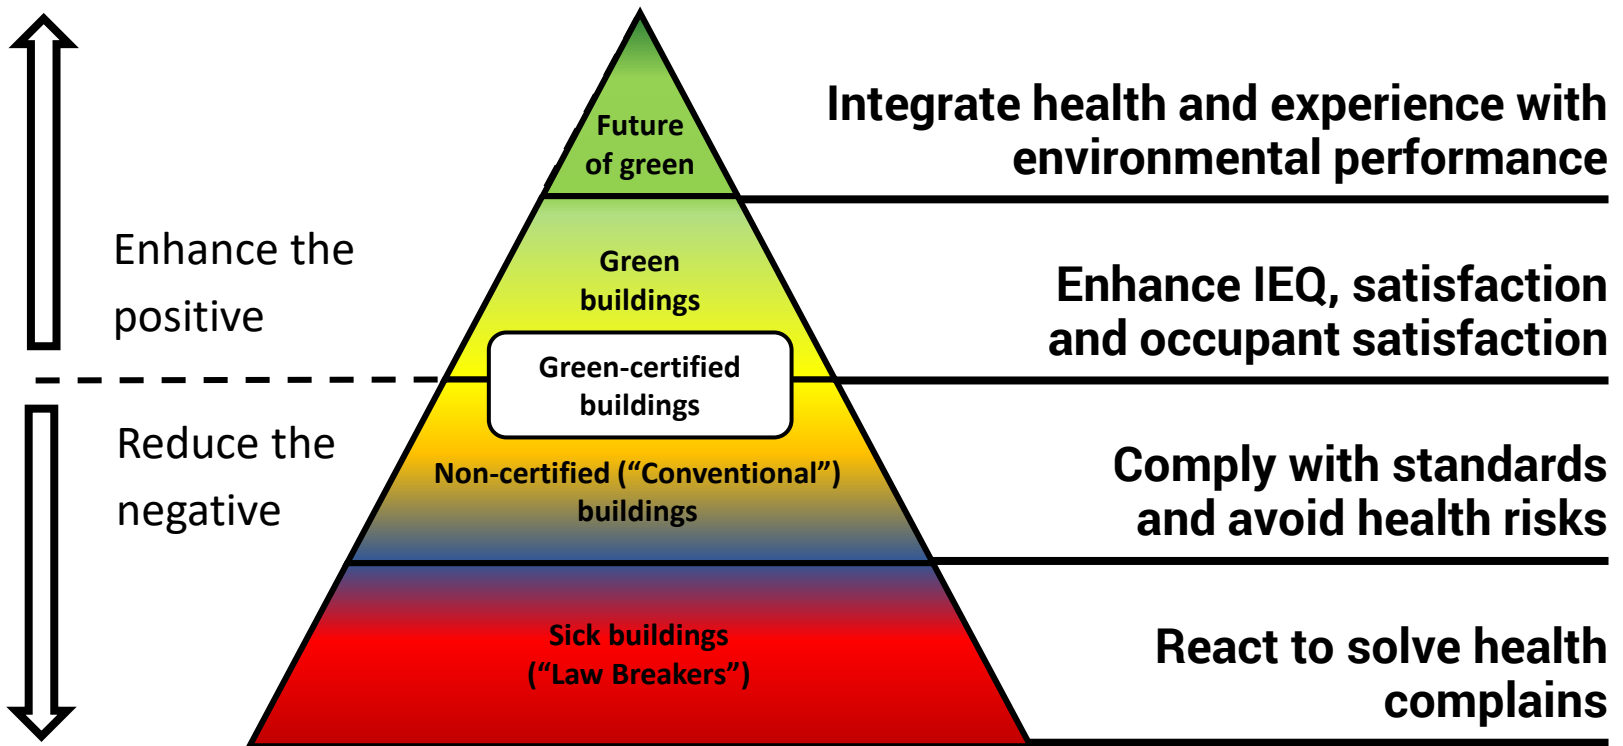 Future
of green
Integrate health and experience with
environmental performance
Enhance the
positive
Green
buildings
Enhance IEQ, satisfaction
and occupant satisfaction
Green-certified
buildings
Reduce the
negative
Non-certified (“Conventional”)
buildings
Comply with standards
and avoid health risks
Sick buildings
(“Law Breakers”)
React to solve health
complains